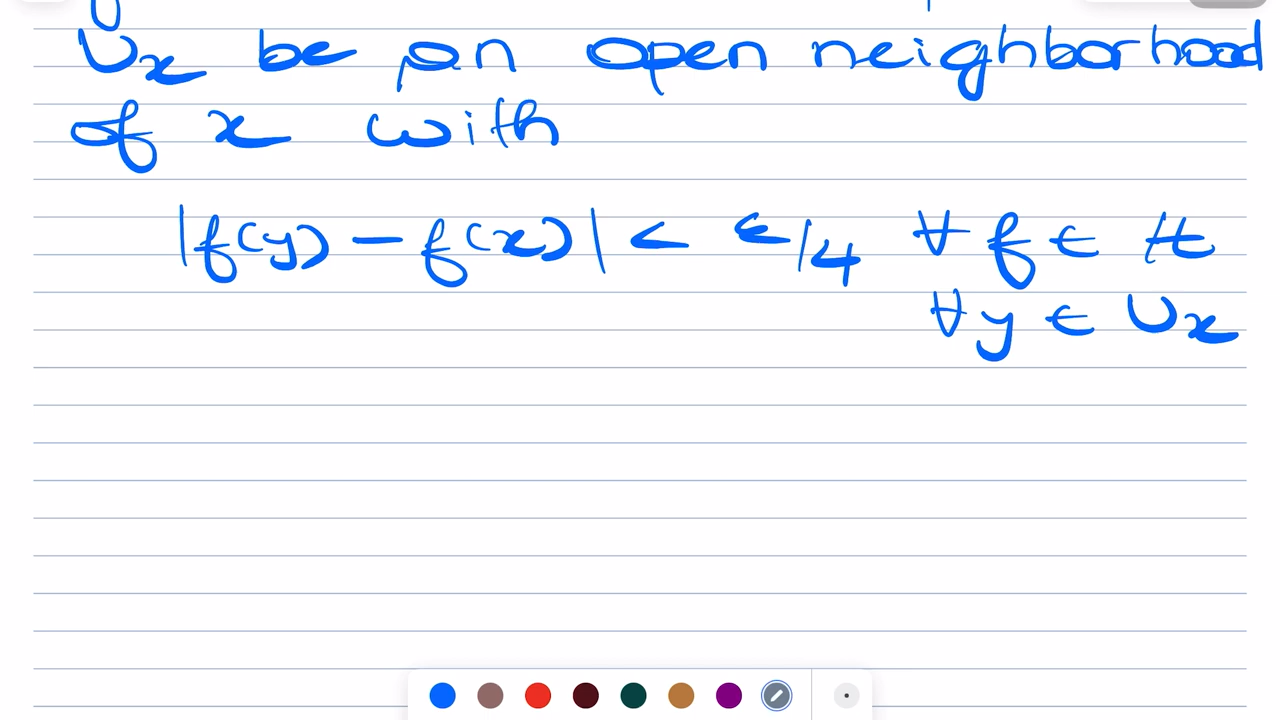 Ux be an open neighborhood
of x with
|f(y) - f(x)| < ε/4 ∀ f ∈ ℋ
∀ y ∈ Ux